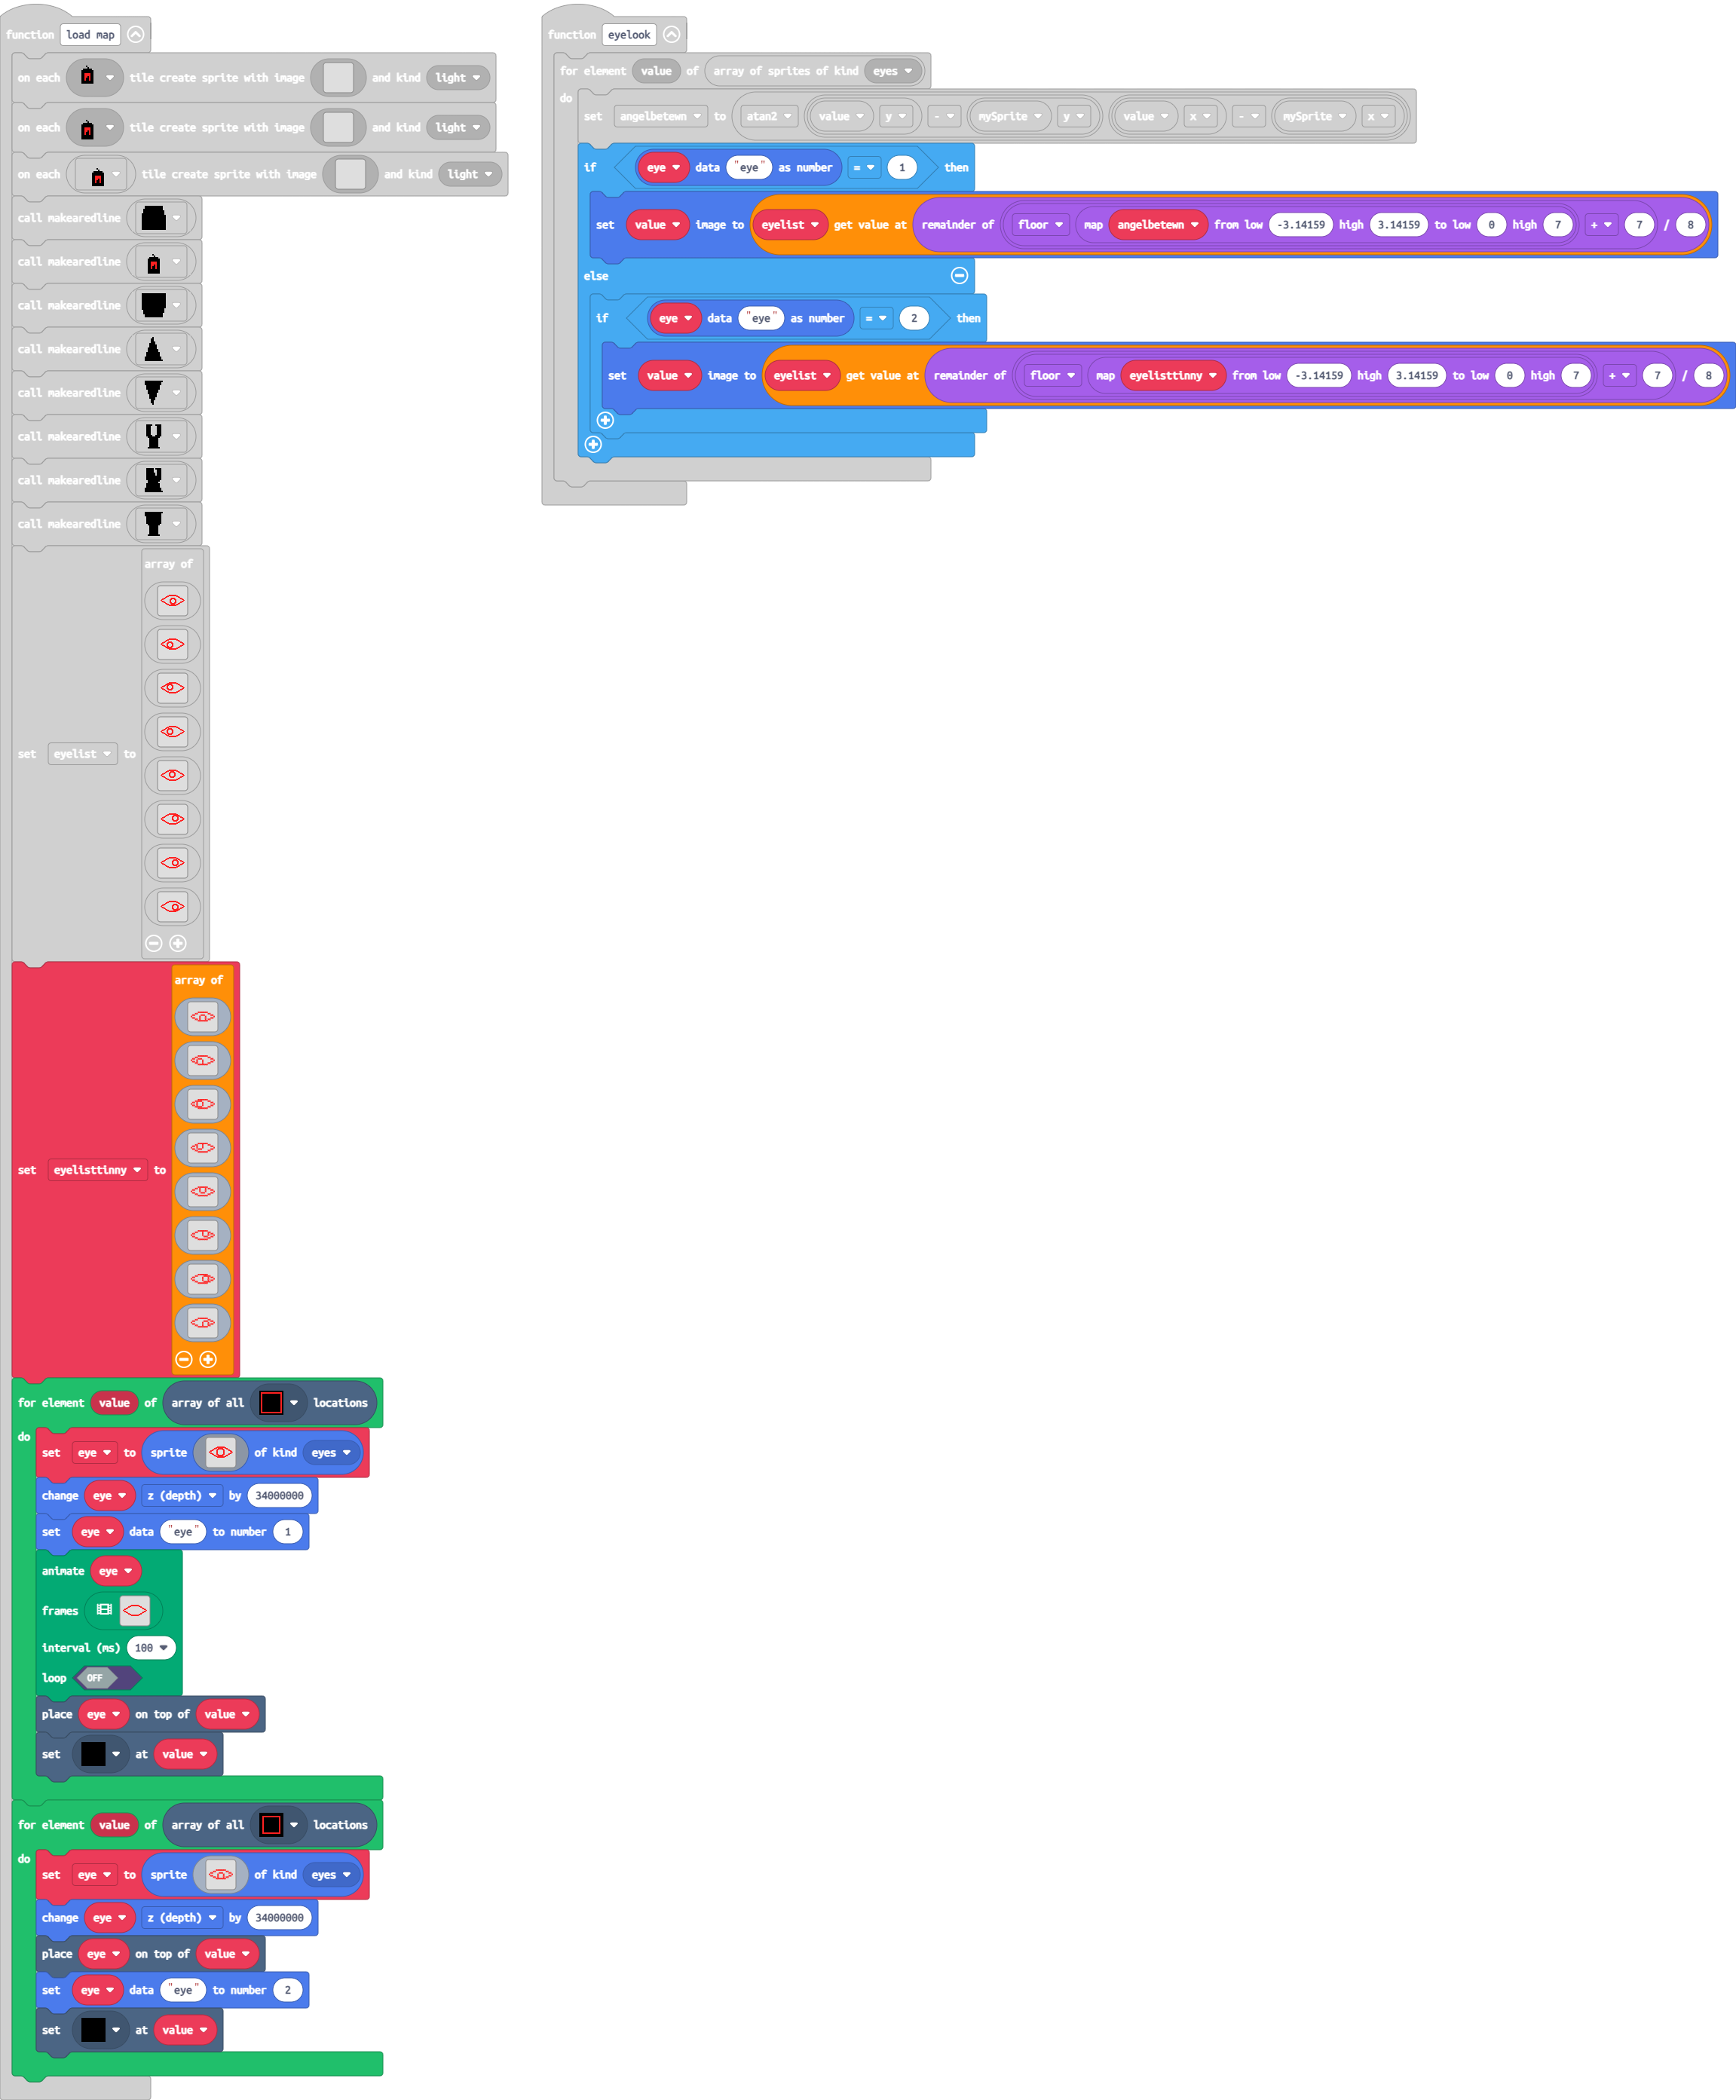 function load map
on each tile create sprite with image and kind light
on each tile create sprite with image and kind light
on each tile create sprite with image and kind light
call makearedline
call makearedline
call makearedline
call makearedline
call makearedline
call makearedline
call makearedline
call makearedline
set eyelist to array of
set eyelisttinny to array of
for element value of array of all locations
do
set eye to sprite of kind eyes
change eye z (depth) by 34000000
set eye data "eye" to number 1
animate eye
frames
interval (ms) 100
loop OFF
place eye on top of value
set at value
for element value of array of all locations
do
set eye to sprite of kind eyes
change eye z (depth) by 34000000
place eye on top of value
set eye data "eye" to number 2
set at value
function eyelook
for element value of array of sprites of kind eyes
do
set angelbetewn to atan2 value y - mySprite y value x - mySprite x
if eye data "eye" as number = 1 then
set value image to eyelist get value at remainder of floor map angelbetewn from low -3.14159 high 3.14159 to low 0 high 7 + 7 / 8
else
if eye data "eye" as number = 2 then
set value image to eyelist get value at remainder of floor map eyelisttinny from low -3.14159 high 3.14159 to low 0 high 7 + 7 / 8